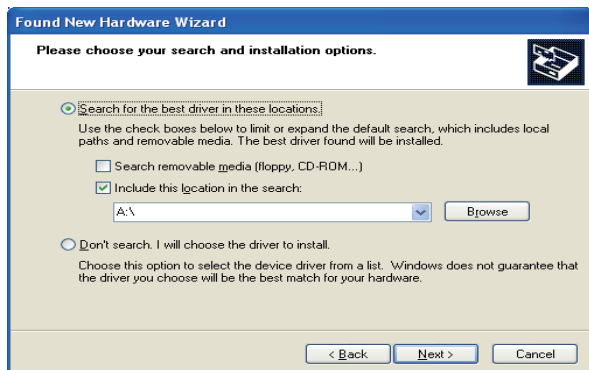 Found New Hardware Wizard
Please choose your search and installation options.
Search for the best driver in these locations.
Use the check boxes below to limit or expand the default search, which includes local
paths and removable media. The best driver found will be installed.
Search removable media (floppy, CD-ROM...)
Include this location in the search:
A:\
Browse
Don't search. I will choose the driver to install.
Choose this option to select the device driver from a list. Windows does not guarantee that
the driver you choose will be the best match for your hardware.
< Back Next > Cancel